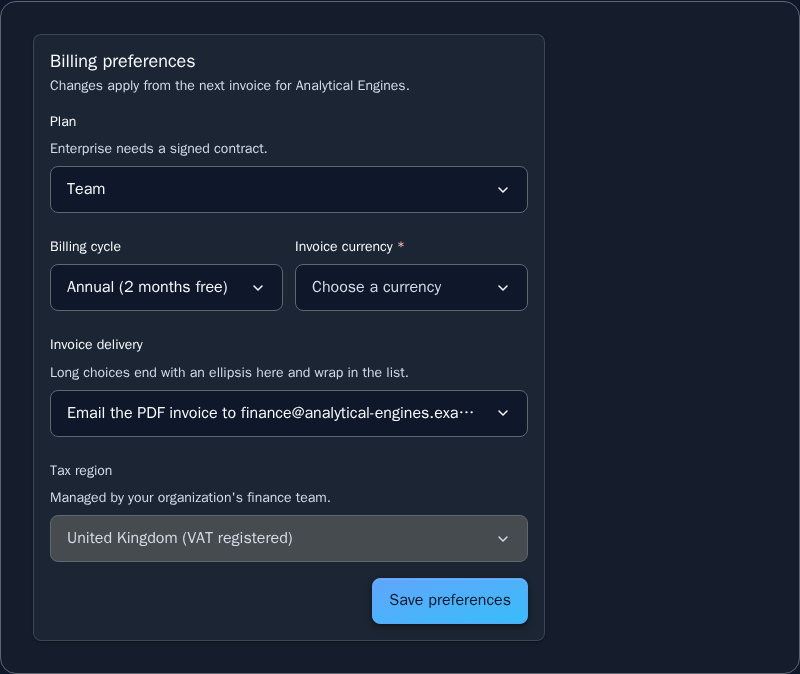 Billing preferences
Changes apply from the next invoice for Analytical Engines.
Plan
Enterprise needs a signed contract.
Team
Billing cycle
Invoice currency *
Annual (2 months free)
Choose a currency
Invoice delivery
Long choices end with an ellipsis here and wrap in the list.
Email the PDF invoice to finance@analytical-engines.exa···
Tax region
Managed by your organization's finance team.
United Kingdom (VAT registered)
Save preferences